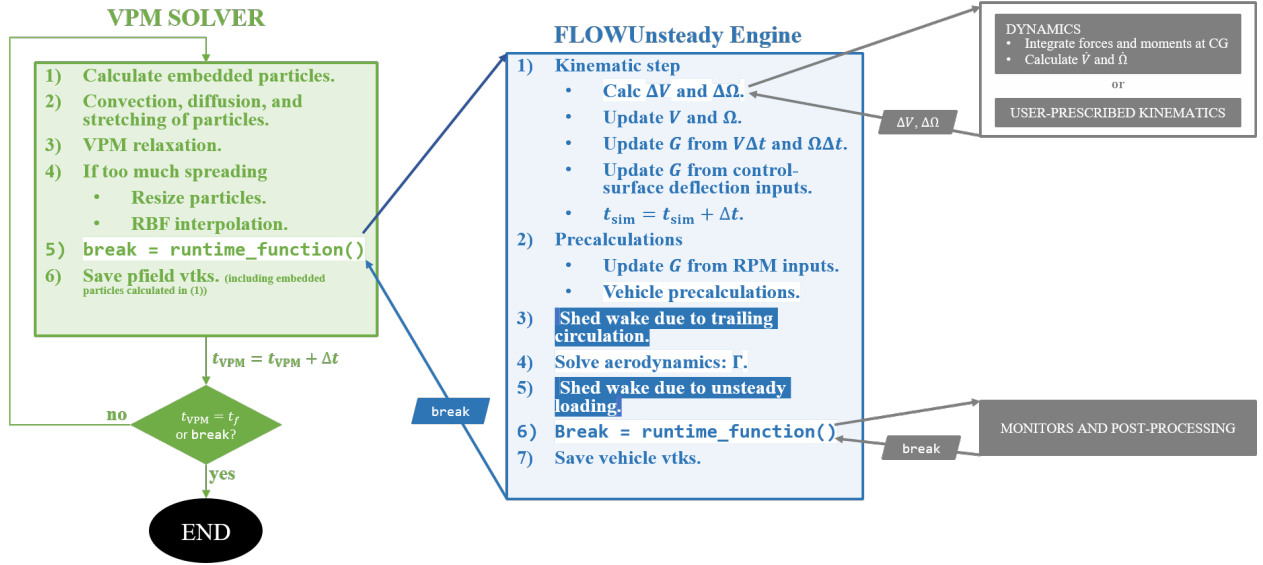 VPM SOLVER
1) Calculate embedded particles.
2) Convection, diffusion, and
stretching of particles.
3) VPM relaxation.
4) If too much spreading
• Resize particles.
• RBF interpolation.
5) break = runtime_function()
6) Save pfield vtks. (including embedded
particles calculated in (1))
t_VPM = t_VPM + Δt
no
t_VPM = t_f
or break?
yes
END
FLOWUnsteady Engine
1) Kinematic step
• Calc ΔV and ΔΩ.
• Update V and Ω.
• Update G from VΔt and ΩΔt.
• Update G from control-
surface deflection inputs.
• t_sim = t_sim + Δt.
2) Precalculations
• Update G from RPM inputs.
• Vehicle precalculations.
3) Shed wake due to trailing
circulation.
4) Solve aerodynamics: Γ.
5) Shed wake due to unsteady
loading.
6) Break = runtime_function()
7) Save vehicle vtks.
break
DYNAMICS
• Integrate forces and moments at CG
• Calculate V̇ and Ω̇
or
USER-PRESCRIBED KINEMATICS
ΔV, ΔΩ
MONITORS AND POST-PROCESSING
break